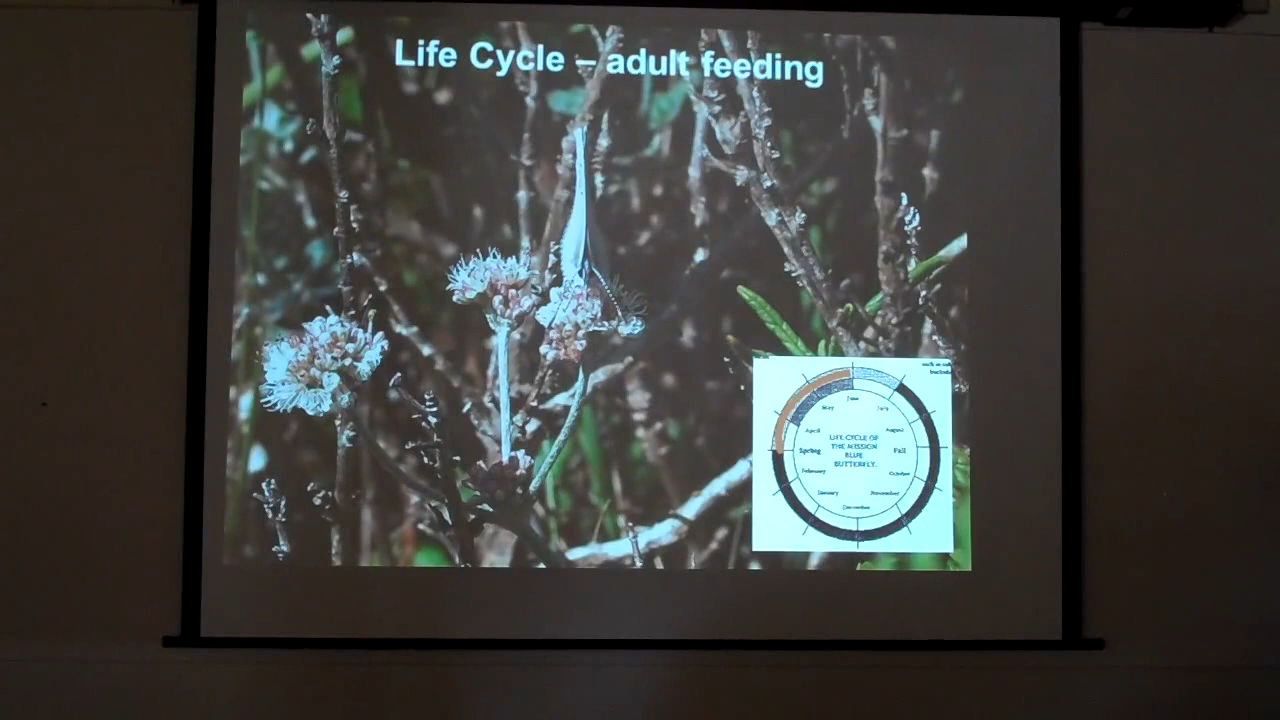 Life Cycle – adult feeding
June
May
July
April
August
LIFE CYCLE OF
THE MISSION
BLUE
BUTTERFLY.
Spring
Fall
February
October
January
November
December